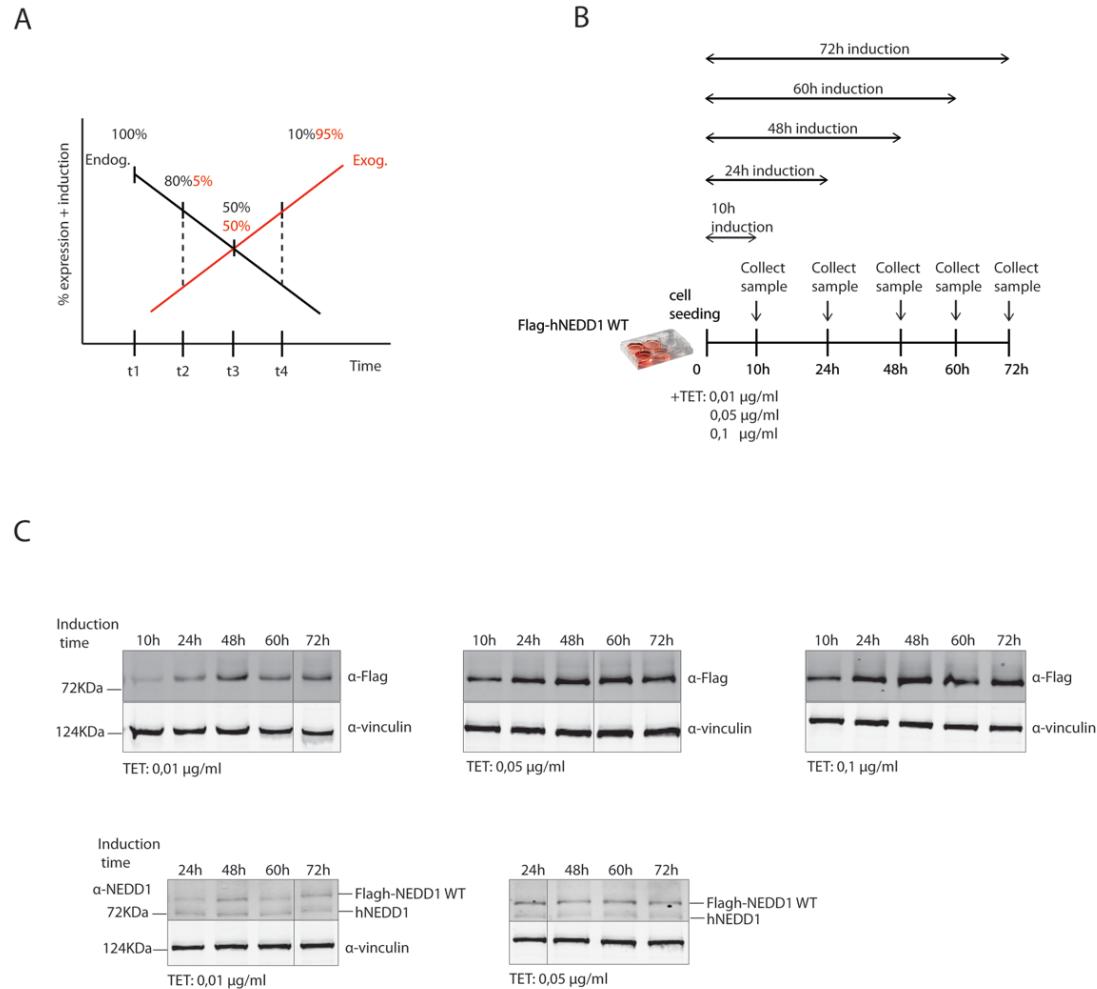 A
100%
10%95%
Endog.
Exog.
80%5%
50%
50%
% expression + induction
t1 t2 t3 t4
Time
B
72h induction
60h induction
48h induction
24h induction
10h
induction
Collect Collect Collect Collect Collect
sample sample sample sample sample
cell
seeding
Flag-hNEDD1 WT
0 10h 24h 48h 60h 72h
+TET: 0,01 µg/ml
0,05 µg/ml
0,1 µg/ml
C
Induction
time
10h 24h 48h 60h 72h
α-Flag
72KDa
124KDa
α-vinculin
TET: 0,01 µg/ml
10h 24h 48h 60h 72h
α-Flag
α-vinculin
TET: 0,05 µg/ml
10h 24h 48h 60h 72h
α-Flag
α-vinculin
TET: 0,1 µg/ml
Induction
time
24h 48h 60h 72h
α-NEDD1
Flagh-NEDD1 WT
72KDa
hNEDD1
124KDa
α-vinculin
TET: 0,01 µg/ml
24h 48h 60h 72h
Flagh-NEDD1 WT
hNEDD1
α-vinculin
TET: 0,05 µg/ml